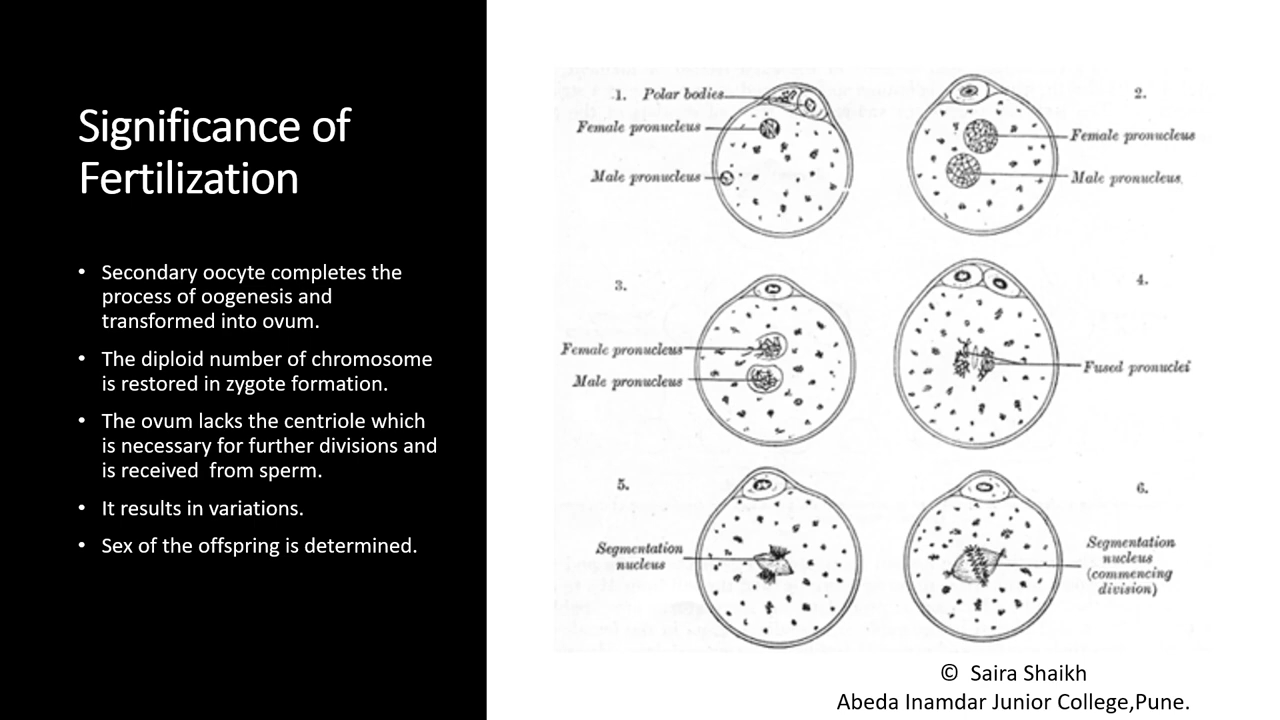 Significance of
Fertilization
• Secondary oocyte completes the
process of oogenesis and
transformed into ovum.
• The diploid number of chromosome
is restored in zygote formation.
• The ovum lacks the centriole which
is necessary for further divisions and
is received  from sperm.
• It results in variations.
• Sex of the offspring is determined.
1. Polar bodies
Female pronucleus
Male pronucleus
2.
Female pronucleus
Male pronucleus.
3.
Female pronucleus
Male pronucleus
4.
Fused pronuclei
5.
Segmentation
nucleus
6.
Segmentation
nucleus
(commencing
division)
© Saira Shaikh
Abeda Inamdar Junior College,Pune.